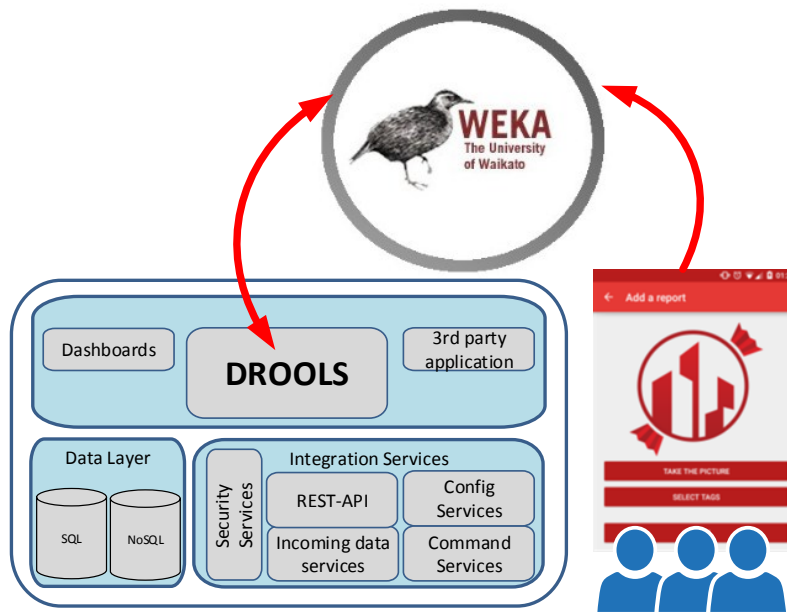 WEKA
The University
of Waikato
Add a report
TAKE THE PICTURE
SELECT TAGS
Dashboards
DROOLS
3rd party
application
Data Layer
SQL
NoSQL
Integration Services
Security
Services
REST-API
Config
Services
Incoming data
services
Command
Services